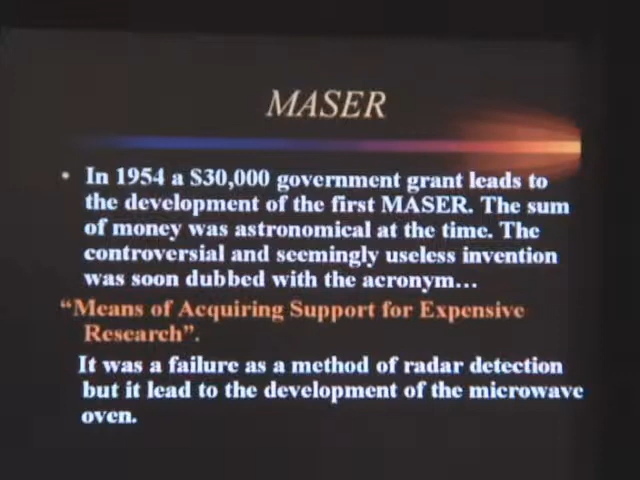 MASER
• In 1954 a $30,000 government grant leads to
the development of the first MASER. The sum
of money was astronomical at the time. The
controversial and seemingly useless invention
was soon dubbed with the acronym…
“Means of Acquiring Support for Expensive
Research”.
It was a failure as a method of radar detection
but it lead to the development of the microwave
oven.